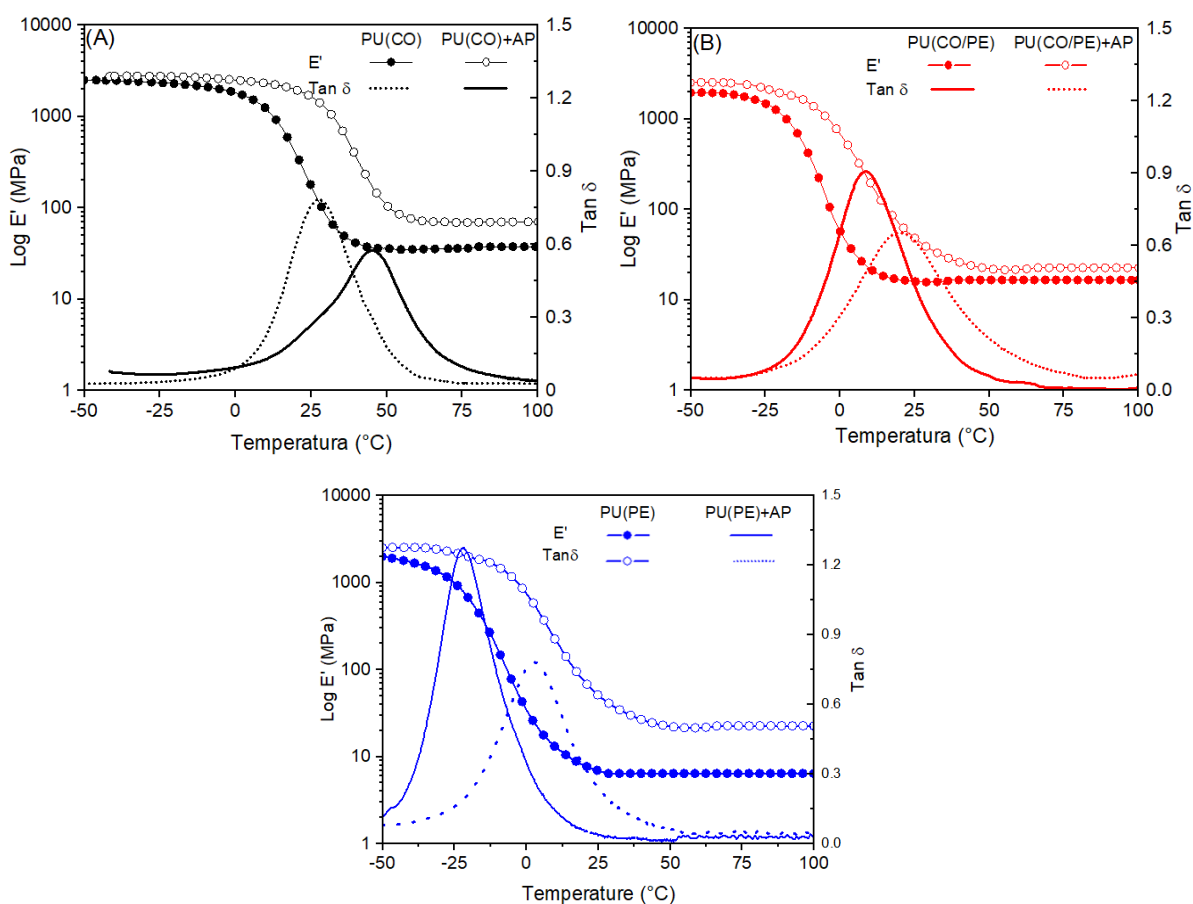 (A)
PU(CO) PU(CO)+AP
E'
Tan δ
10000
1000
100
10
1
Log E' (MPa)
1.5
1.2
0.9
0.6
0.3
0.0
Tan δ
-50 -25 0 25 50 75 100
Temperatura (°C)
(B)
PU(CO/PE) PU(CO/PE)+AP
E'
Tan δ
10000
1000
100
10
1
Log E' (MPa)
1.5
1.2
0.9
0.6
0.3
0.0
Tan δ
-50 -25 0 25 50 75 100
Temperatura (°C)
PU(PE) PU(PE)+AP
E'
Tanδ
10000
1000
100
10
1
Log E' (MPa)
1.5
1.2
0.9
0.6
0.3
0.0
Tan δ
-50 -25 0 25 50 75 100
Temperature (°C)